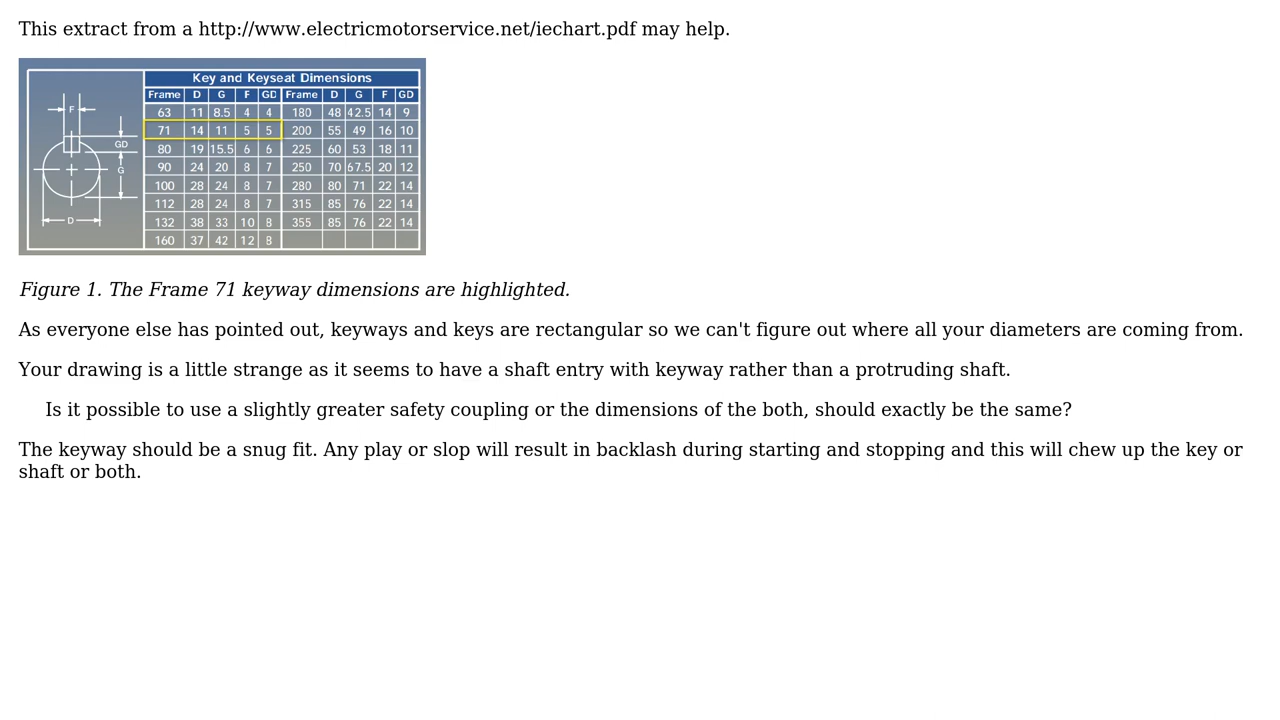 This extract from a http://www.electricmotorservice.net/iechart.pdf may help.
Key and Keyseat Dimensions
Frame D G F GD Frame D G F GD
63 11 8.5 4 4 180 48 42.5 14 9
71 14 11 5 5 200 55 49 16 10
80 19 15.5 6 6 225 60 53 18 11
90 24 20 8 7 250 70 67.5 20 12
100 28 24 8 7 280 80 71 22 14
112 28 24 8 7 315 85 76 22 14
132 38 33 10 8 355 85 76 22 14
160 37 42 12 8
F
GD
G
D
Figure 1. The Frame 71 keyway dimensions are highlighted.
As everyone else has pointed out, keyways and keys are rectangular so we can't figure out where all your diameters are coming from.
Your drawing is a little strange as it seems to have a shaft entry with keyway rather than a protruding shaft.
Is it possible to use a slightly greater safety coupling or the dimensions of the both, should exactly be the same?
The keyway should be a snug fit. Any play or slop will result in backlash during starting and stopping and this will chew up the key or
shaft or both.